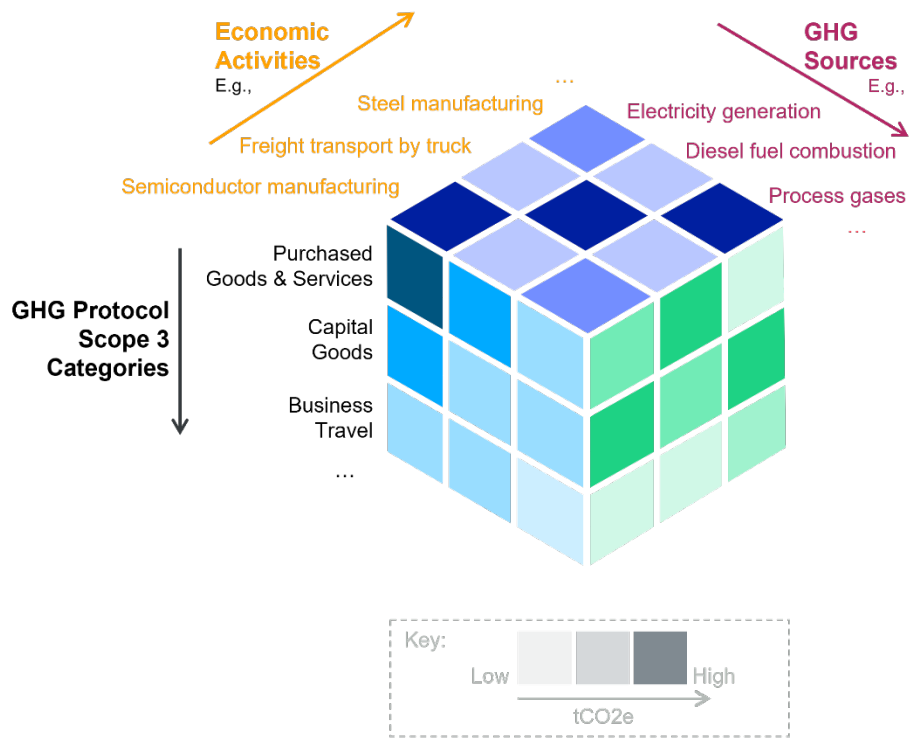 Economic
Activities
E.g.,
GHG
Sources
E.g.,
...
Steel manufacturing
Freight transport by truck
Semiconductor manufacturing
Electricity generation
Diesel fuel combustion
Process gases
...
GHG Protocol
Scope 3
Categories
Purchased
Goods & Services
Capital
Goods
Business
Travel
...
Key:
Low
High
tCO2e